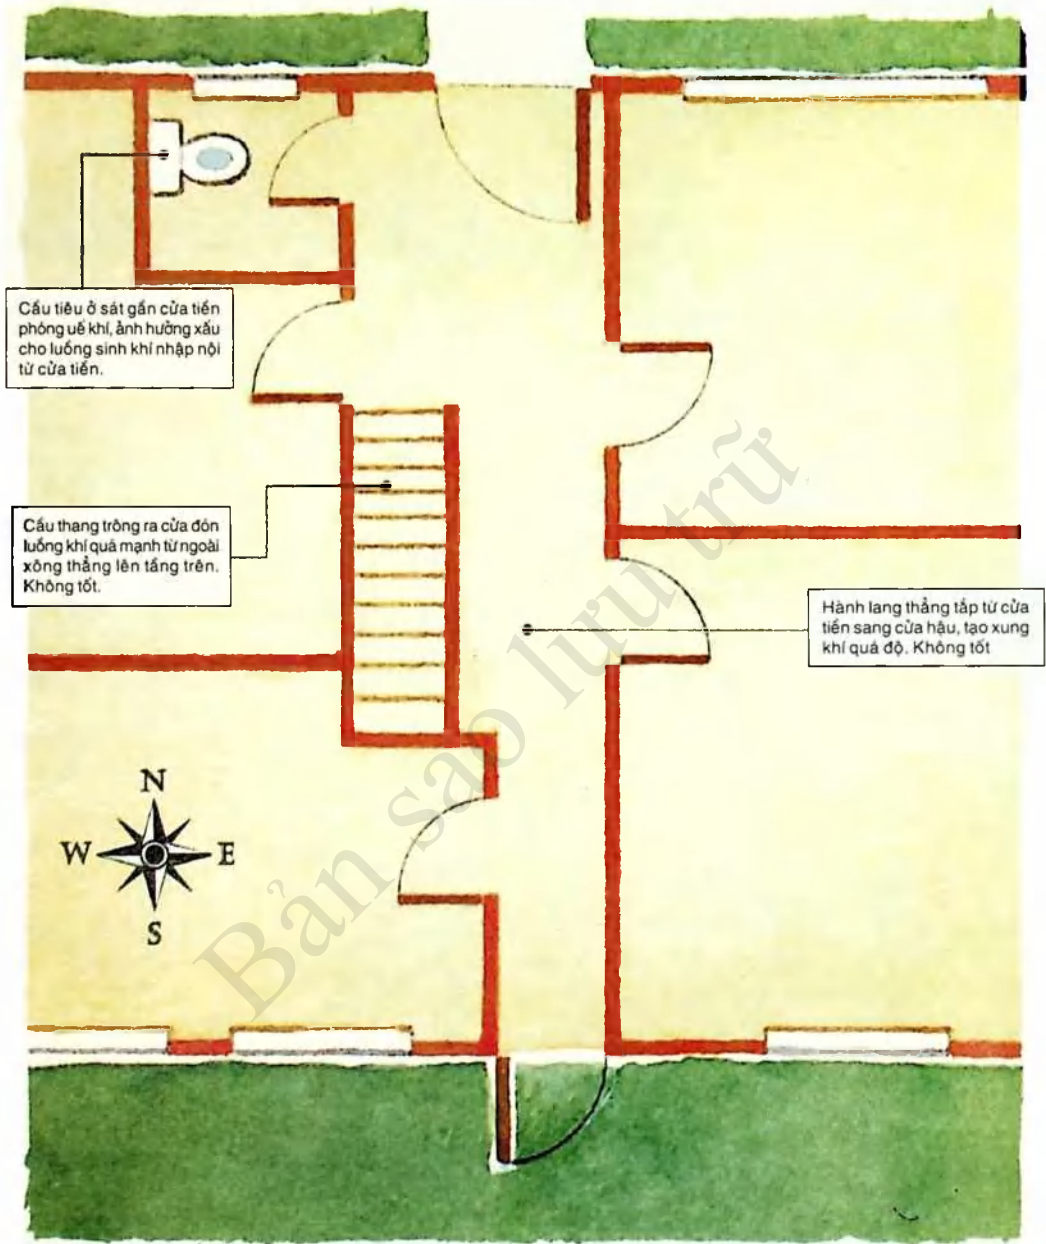 Cấu tiêu ở sát gần cửa tiền
phóng uế khí, ảnh hưởng xấu
cho luồng sinh khí nhập nội
từ cửa tiền.
Cầu thang trông ra cửa đón
luồng khí quá mạnh từ ngoài
xông thẳng lên tầng trên.
Không tốt.
Hành lang thẳng tắp từ cửa
tiền sang cửa hậu, tạo xung
khí quá độ. Không tốt
N
W E
S
Bản sao lưu trữ